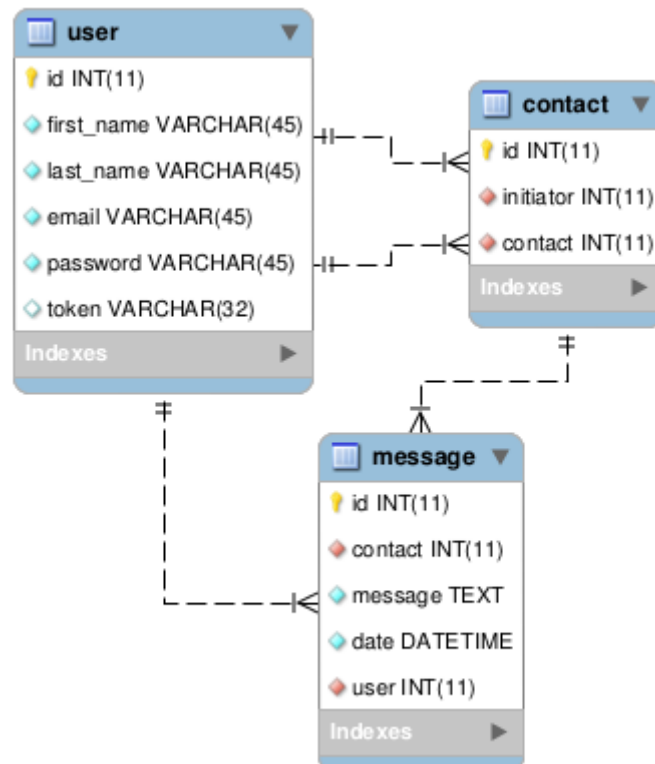 user
id INT(11)
first_name VARCHAR(45)
last_name VARCHAR(45)
email VARCHAR(45)
password VARCHAR(45)
token VARCHAR(32)
Indexes
contact
id INT(11)
initiator INT(11)
contact INT(11)
Indexes
message
id INT(11)
contact INT(11)
message TEXT
date DATETIME
user INT(11)
Indexes